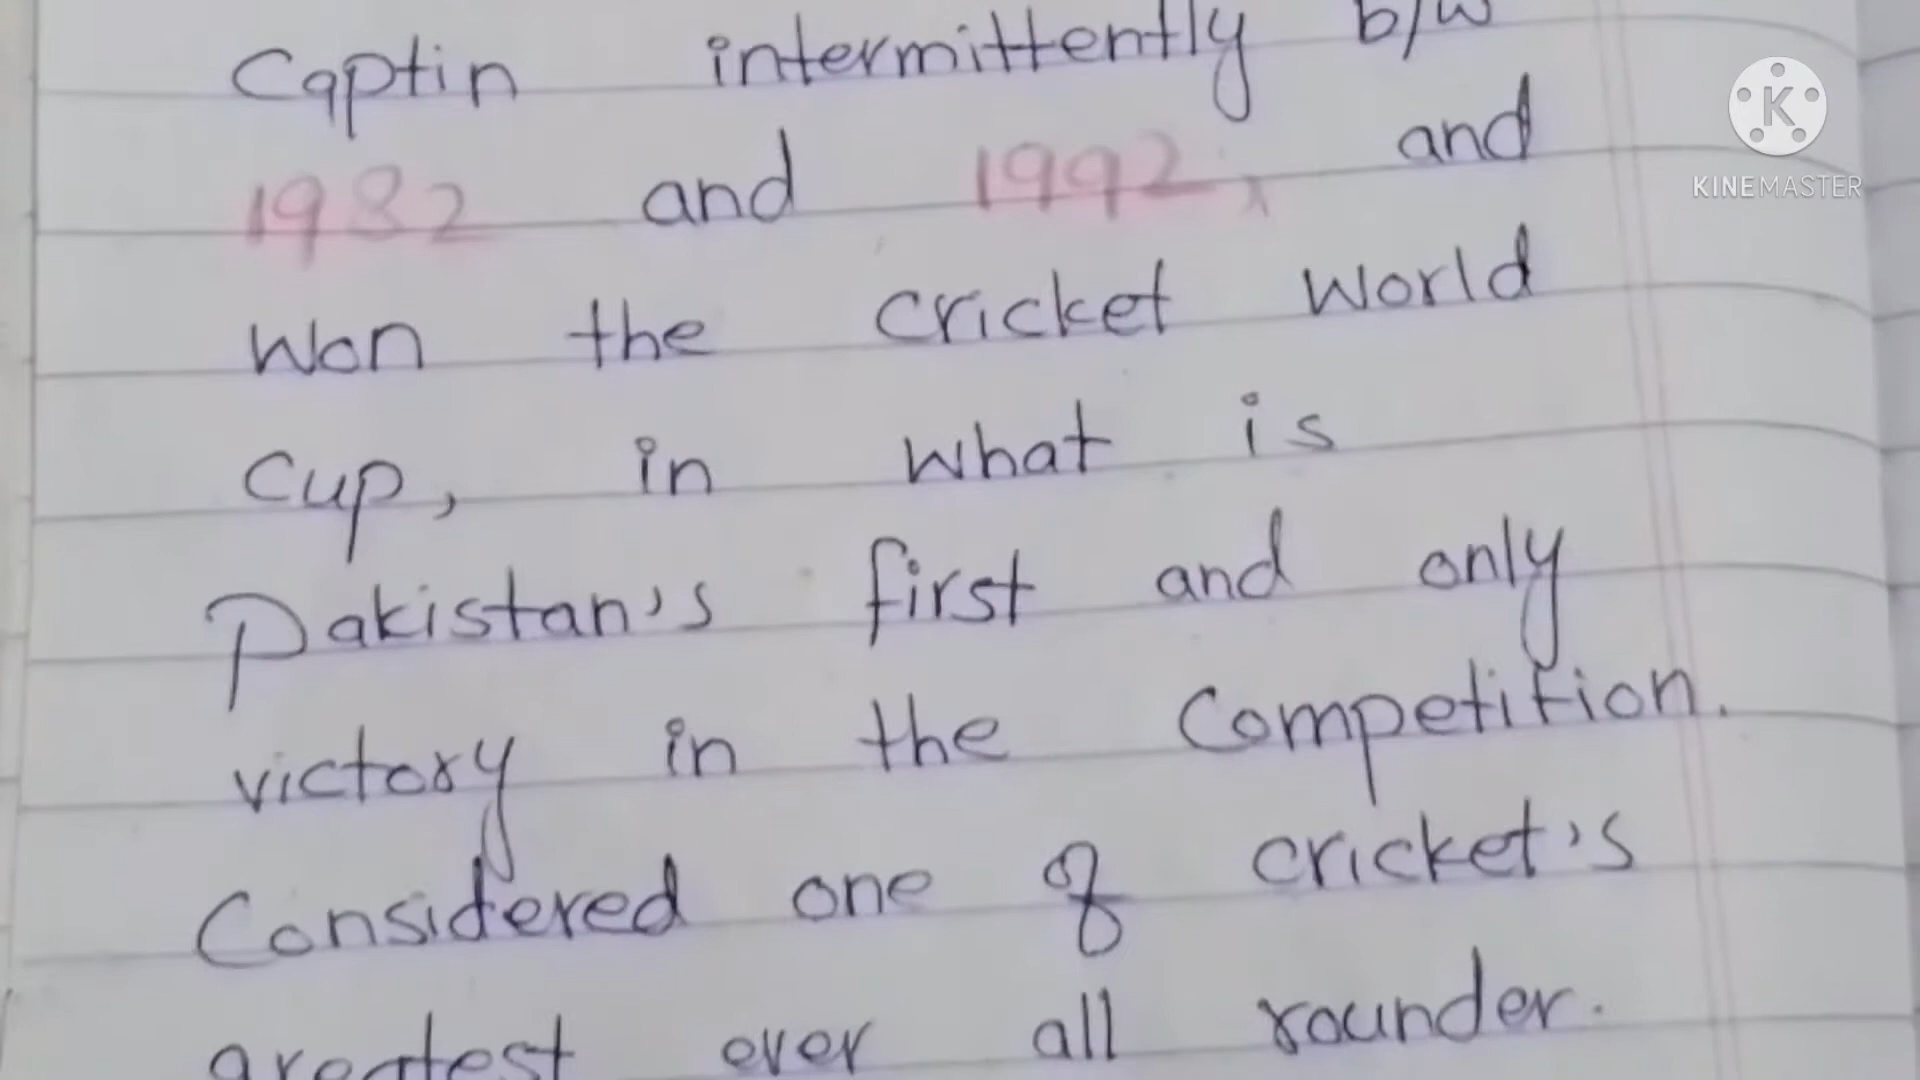 Captin intermittently b/w
1982 and 1992, and
Won the cricket world
Cup, in what is
Pakistan's first and only
victory in the Competition.
Considered one of cricket's
greatest ever all rounder.
K
KINEMASTER